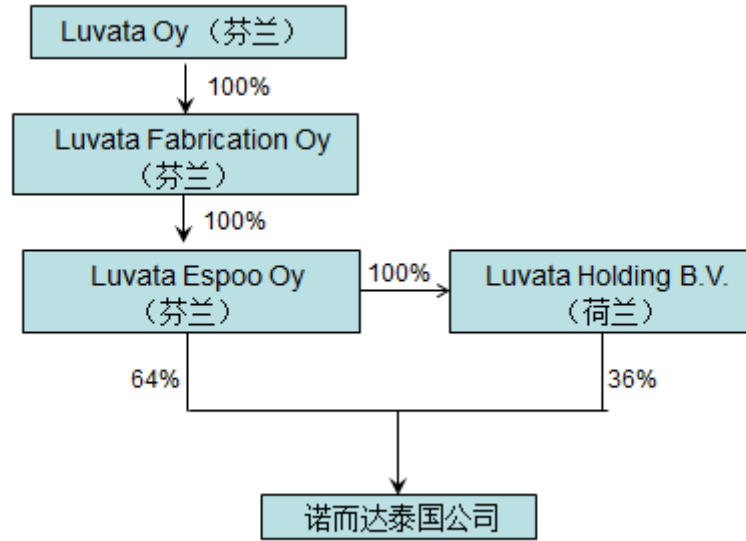 Luvata Oy （芬兰）
100%
Luvata Fabrication Oy
（芬兰）
100%
Luvata Espoo Oy
（芬兰）
100%
Luvata Holding B.V.
（荷兰）
64%
36%
诺而达泰国公司